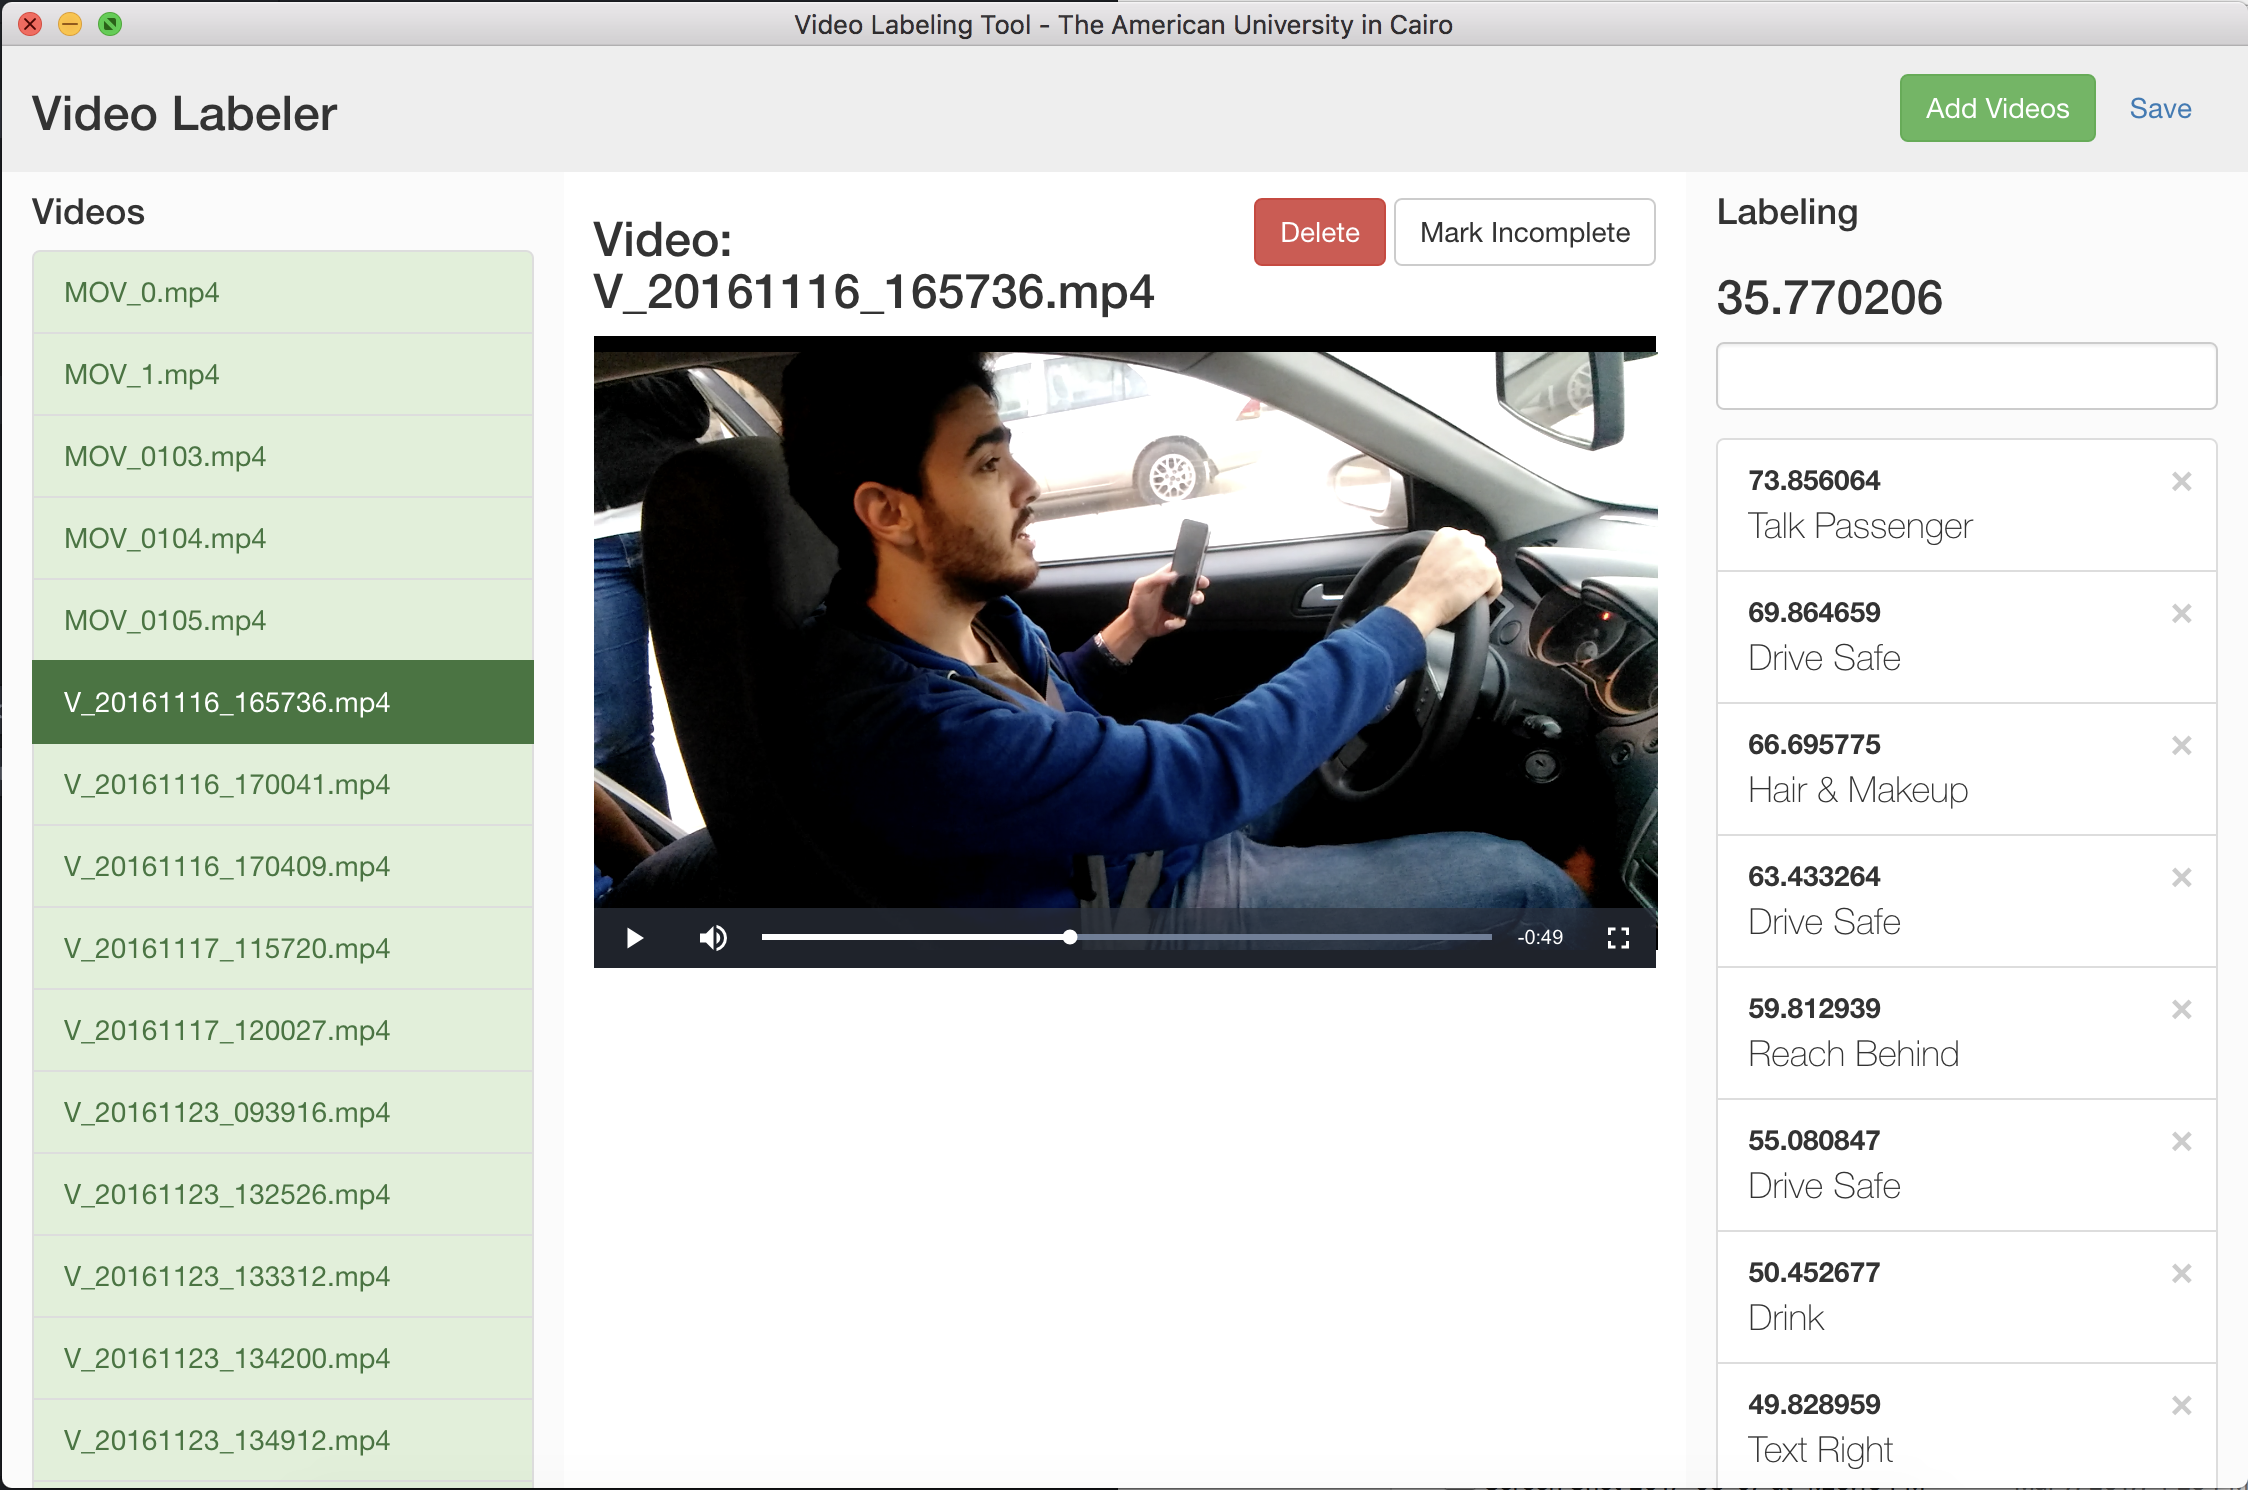 Video Labeling Tool - The American University in Cairo
Video Labeler
Add Videos
Save
Videos
MOV_0.mp4
MOV_1.mp4
MOV_0103.mp4
MOV_0104.mp4
MOV_0105.mp4
V_20161116_165736.mp4
V_20161116_170041.mp4
V_20161116_170409.mp4
V_20161117_115720.mp4
V_20161117_120027.mp4
V_20161123_093916.mp4
V_20161123_132526.mp4
V_20161123_133312.mp4
V_20161123_134200.mp4
V_20161123_134912.mp4
Video:
V_20161116_165736.mp4
Delete
Mark Incomplete
-0:49
Labeling
35.770206
73.856064
Talk Passenger
69.864659
Drive Safe
66.695775
Hair & Makeup
63.433264
Drive Safe
59.812939
Reach Behind
55.080847
Drive Safe
50.452677
Drink
49.828959
Text Right